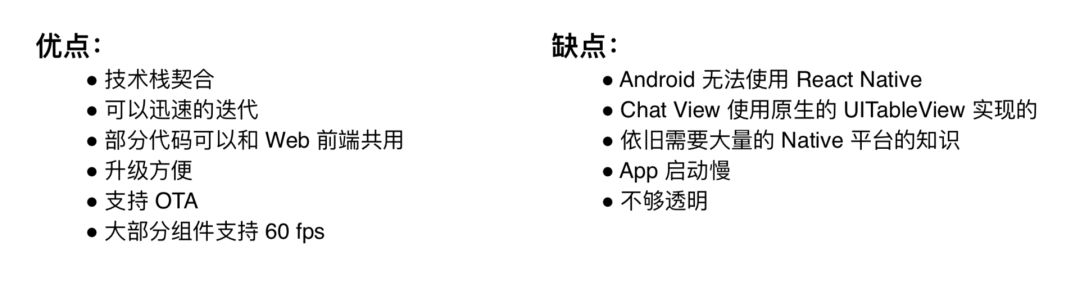 优点：
● 技术栈契合
● 可以迅速的迭代
● 部分代码可以和 Web 前端共用
● 升级方便
● 支持 OTA
● 大部分组件支持 60 fps
缺点：
● Android 无法使用 React Native
● Chat View 使用原生的 UITableView 实现的
● 依旧需要大量的 Native 平台的知识
● App 启动慢
● 不够透明